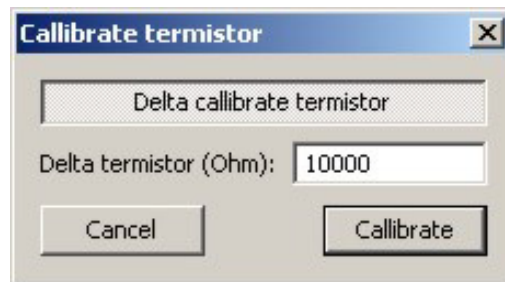 Callibrate termistor
Delta callibrate termistor
Delta termistor (Ohm): 10000
Cancel Callibrate